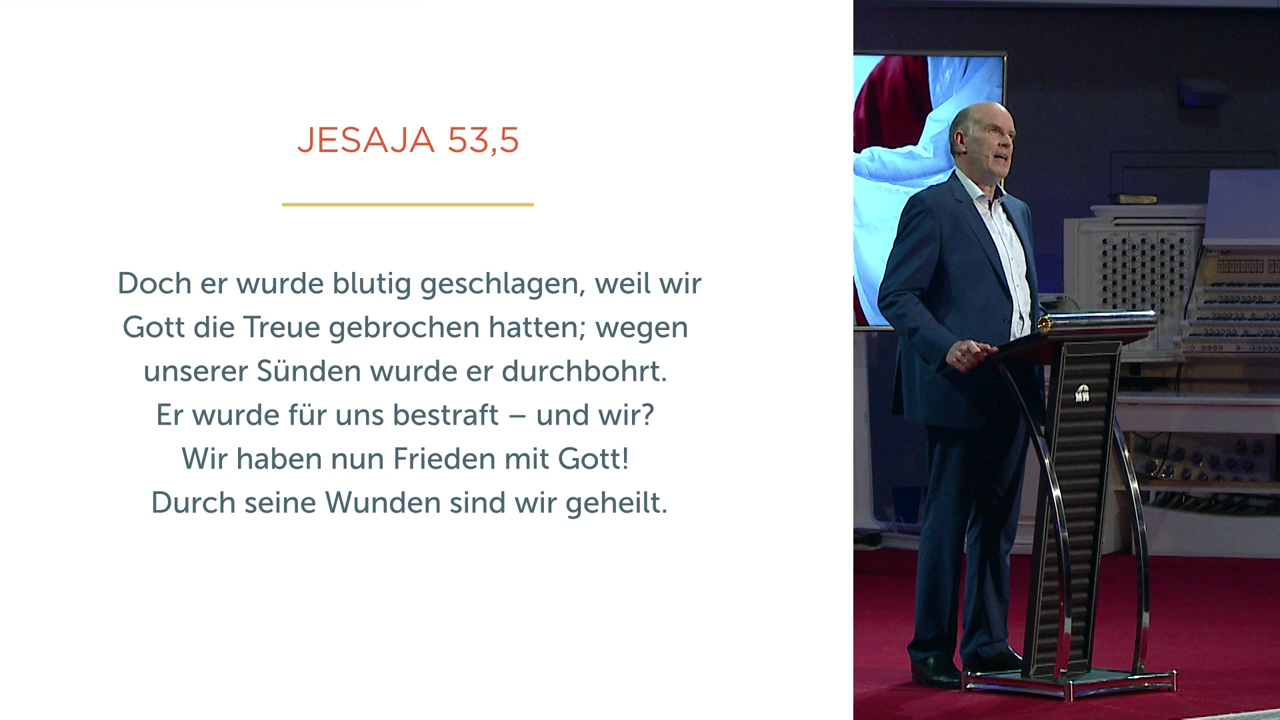 JESAJA 53,5
Doch er wurde blutig geschlagen, weil wir
Gott die Treue gebrochen hatten; wegen
unserer Sünden wurde er durchbohrt.
Er wurde für uns bestraft – und wir?
Wir haben nun Frieden mit Gott!
Durch seine Wunden sind wir geheilt.